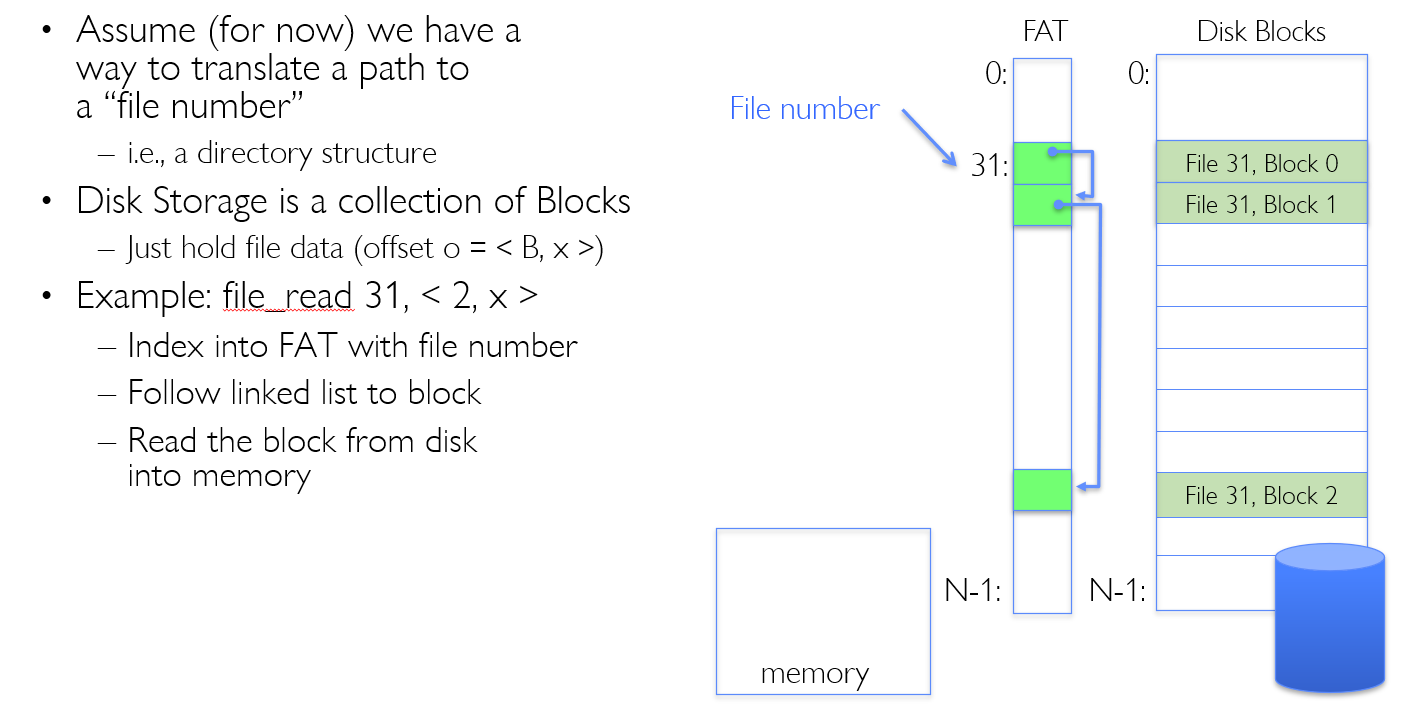 • Assume (for now) we have a
way to translate a path to
a “file number”
– i.e., a directory structure
• Disk Storage is a collection of Blocks
– Just hold file data (offset o = < B, x >)
• Example: file_read 31, < 2, x >
– Index into FAT with file number
– Follow linked list to block
– Read the block from disk
into memory
FAT
Disk Blocks
0:
0:
File number
31:
File 31, Block 0
File 31, Block 1
File 31, Block 2
N-1:
N-1:
memory